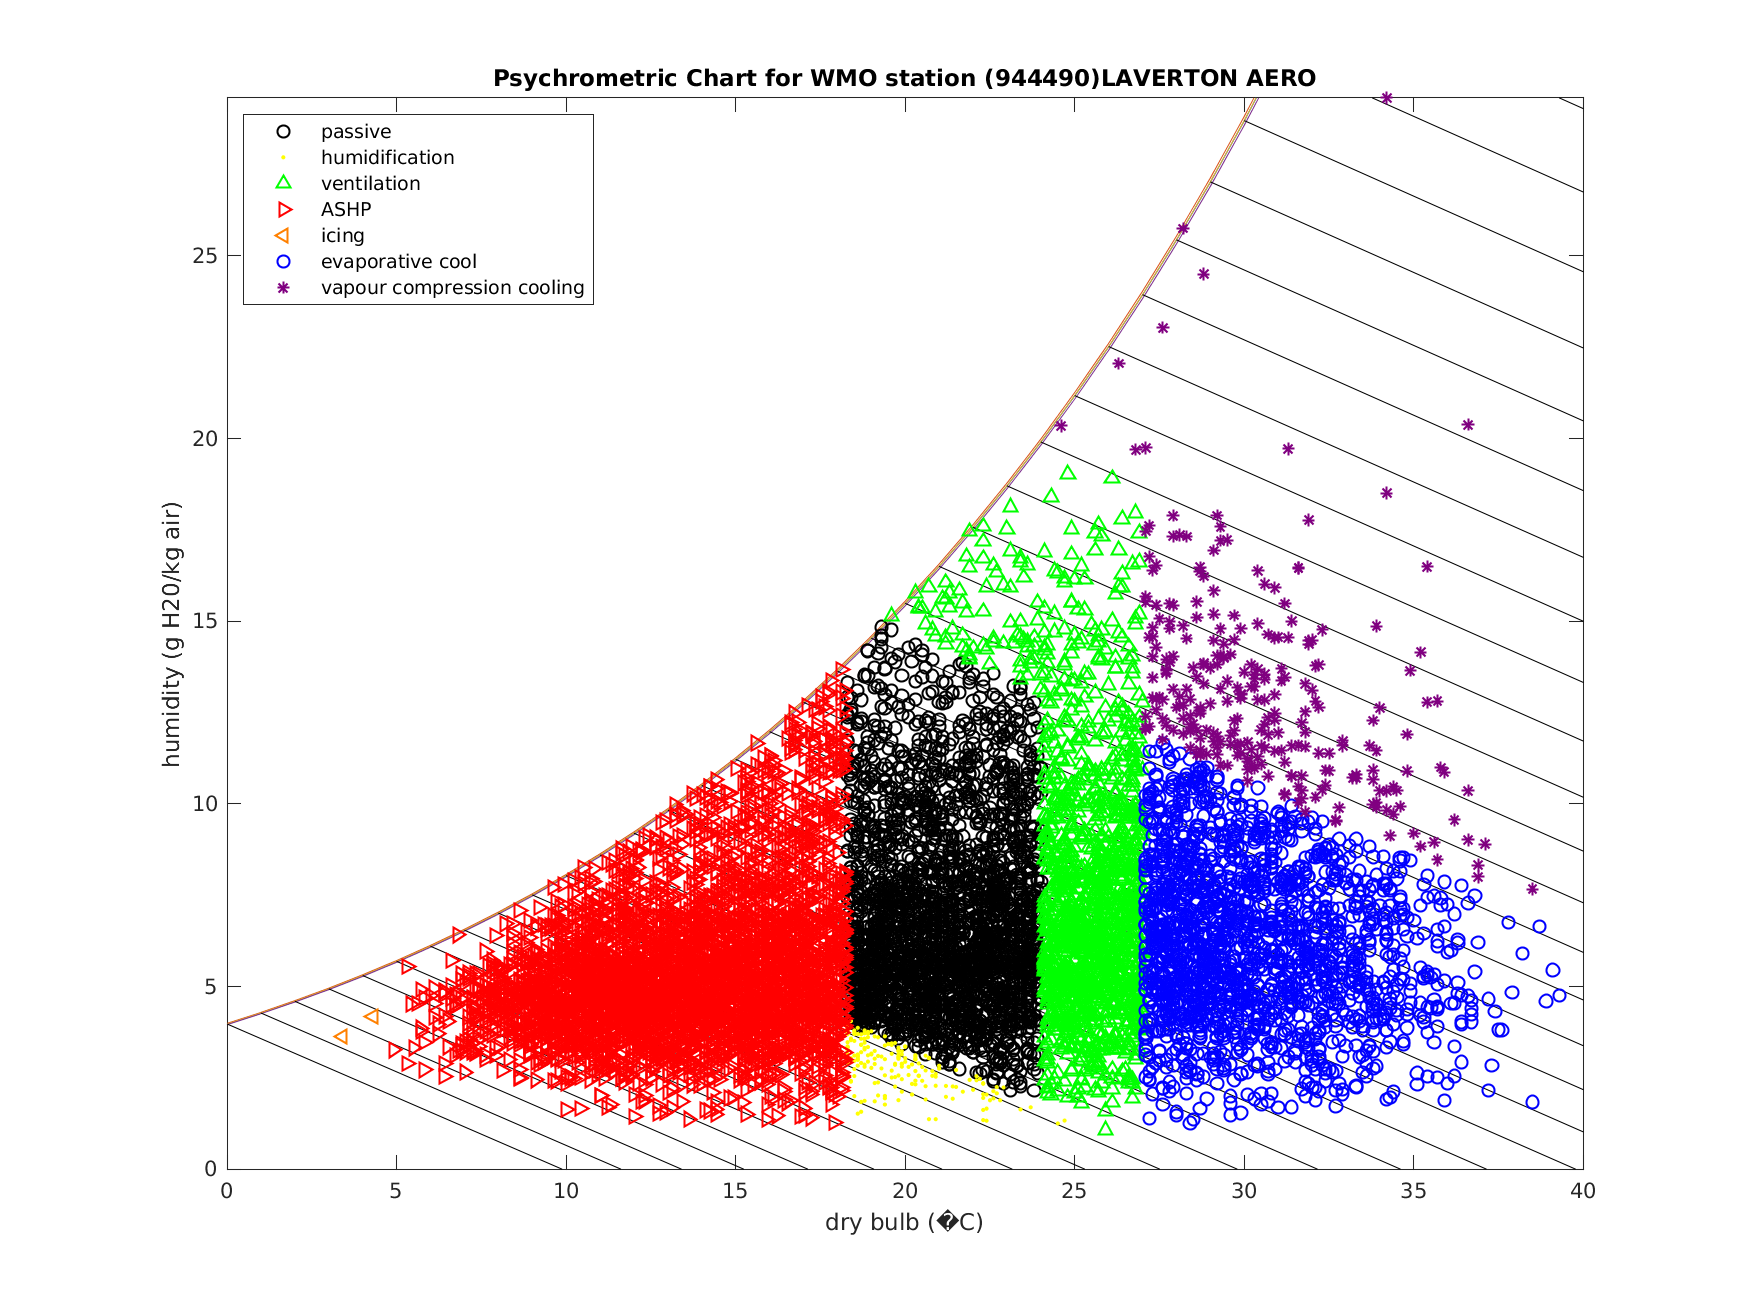 Psychrometric Chart for WMO station (944490)LAVERTON AERO
passive
humidification
ventilation
ASHP
icing
evaporative cool
vapour compression cooling
25
20
15
10
5
0
humidity (g H20/kg air)
0 5 10 15 20 25 30 35 40
dry bulb (�C)